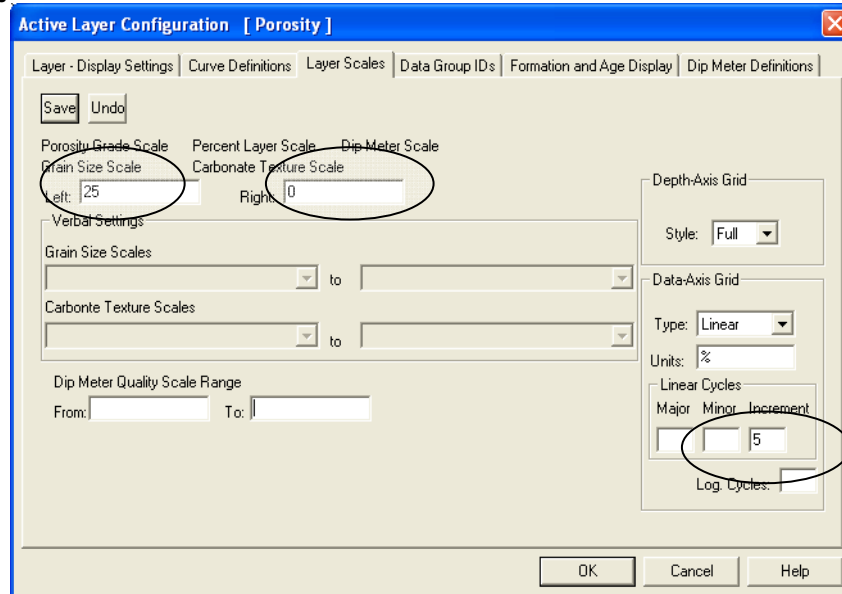 Active Layer Configuration [ Porosity ]
Layer - Display Settings Curve Definitions Layer Scales Data Group IDs Formation and Age Display Dip Meter Definitions
Save Undo
Porosity Grade Scale Percent Layer Scale Dip Meter Scale
Grain Size Scale Carbonate Texture Scale
Left: 25 Right: 0
Verbal Settings
Grain Size Scales
to
Carbonte Texture Scales
to
Dip Meter Quality Scale Range
From: To:
Depth-Axis Grid
Style: Full
Data-Axis Grid
Type: Linear
Units: %
Linear Cycles
Major Minor Increment
5
Log. Cycles:
OK Cancel Help